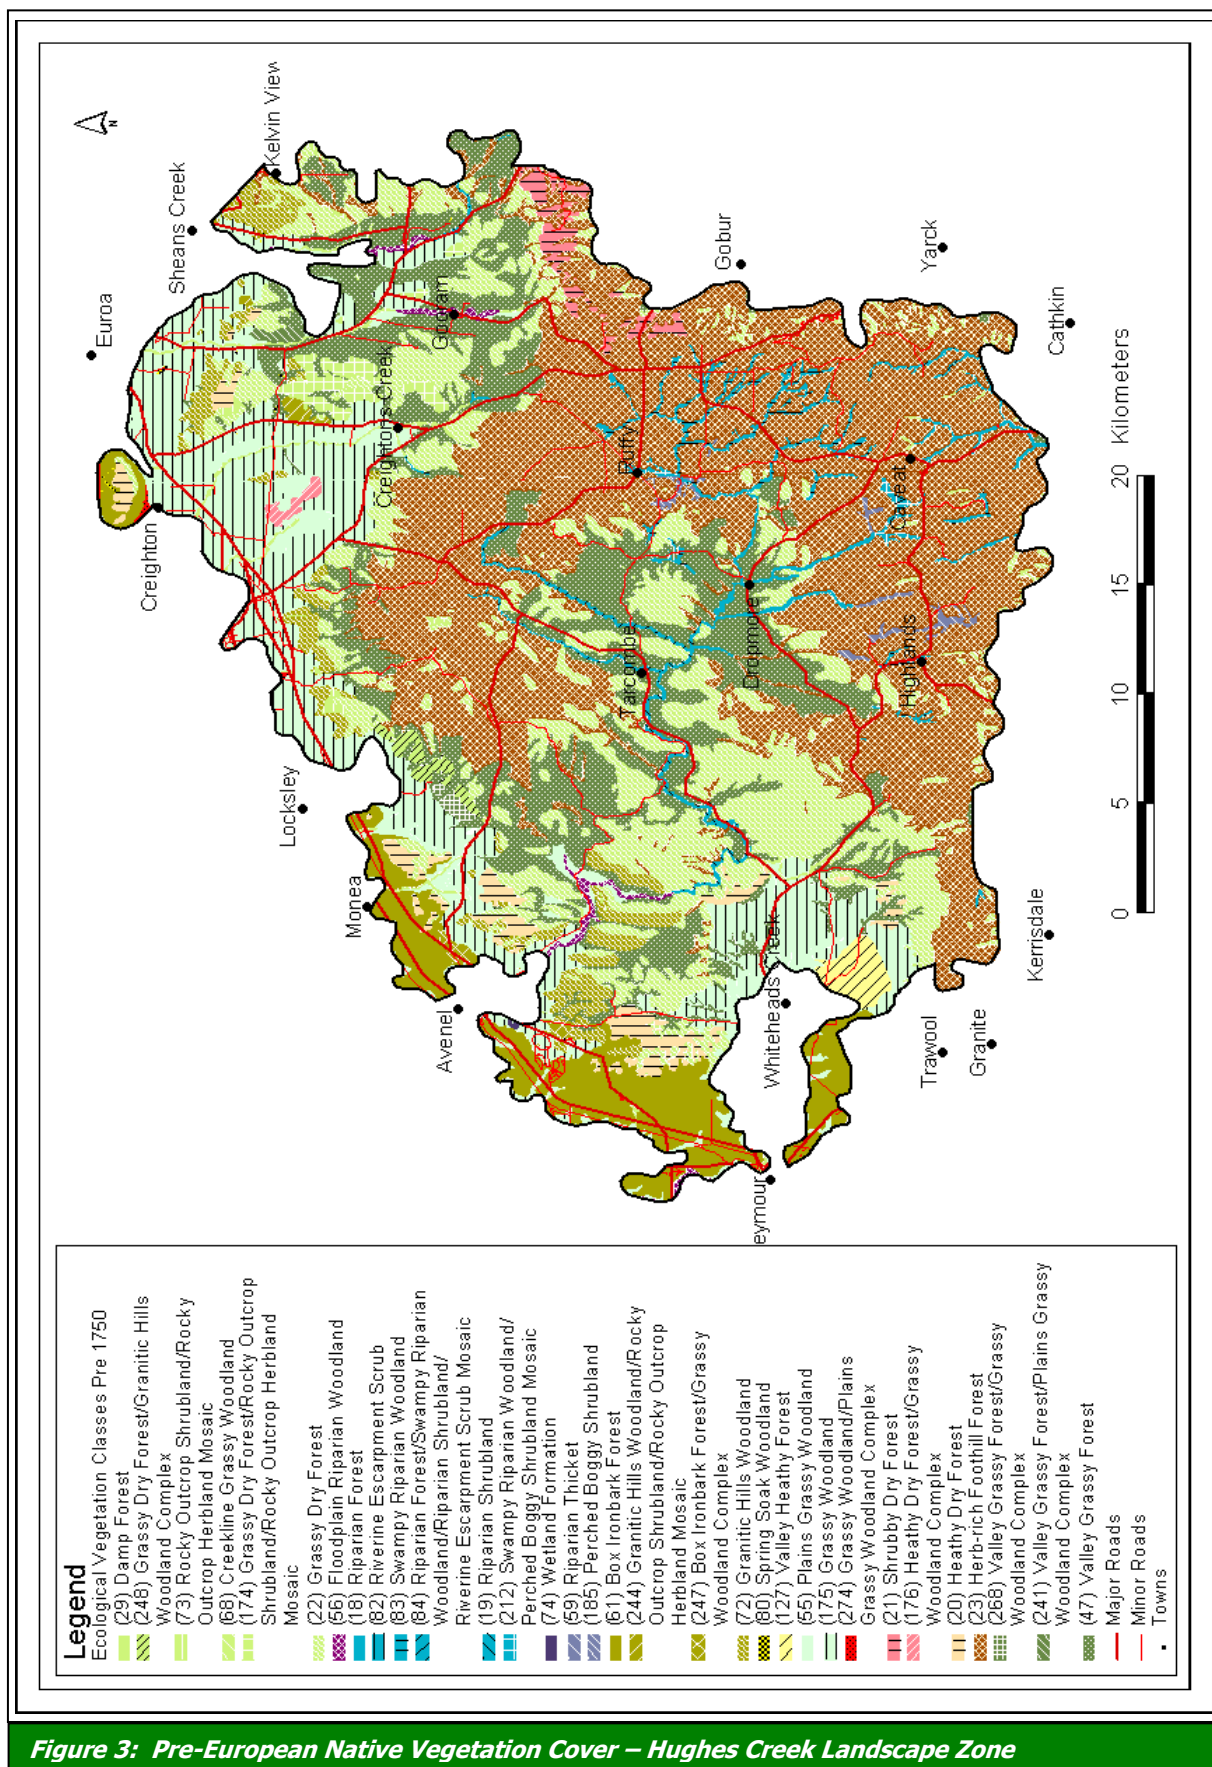 Legend
Ecological Vegetation Classes Pre 1750
(29) Damp Forest
(248) Grassy Dry Forest/Granitic Hills
Woodland Complex
(73) Rocky Outcrop Shrubland/Rocky
Outcrop Herbland Mosaic
(68) Creekline Grassy Woodland
(174) Grassy Dry Forest/Rocky Outcrop
Shrubland/Rocky Outcrop Herbland
Mosaic
(22) Grassy Dry Forest
(56) Floodplain Riparian Woodland
(18) Riparian Forest
(82) Riverine Escarpment Scrub
(83) Swampy Riparian Woodland
(84) Riparian Forest/Swampy Riparian
Woodland/Riparian Shrubland/
Riverine Escarpment Scrub Mosaic
(19) Riparian Shrubland
(212) Swampy Riparian Woodland/
Perched Boggy Shrubland Mosaic
(74) Wetland Formation
(59) Riparian Thicket
(185) Perched Boggy Shrubland
(61) Box Ironbark Forest
(244) Granitic Hills Woodland/Rocky
Outcrop Shrubland/Rocky Outcrop
Herbland Mosaic
(247) Box Ironbark Forest/Grassy
Woodland Complex
(72) Granitic Hills Woodland
(80) Spring Soak Woodland
(127) Valley Heathy Forest
(55) Plains Grassy Woodland
(175) Grassy Woodland
(274) Grassy Woodland/Plains
Grassy Woodland Complex
(21) Shrubby Dry Forest
(176) Heathy Dry Forest/Grassy
Woodland Complex
(20) Heathy Dry Forest
(23) Herb-rich Foothill Forest
(268) Valley Grassy Forest/Grassy
Woodland Complex
(241) Valley Grassy Forest/Plains Grassy
Woodland Complex
(47) Valley Grassy Forest
Major Roads
Minor Roads
Towns
N
Euroa
Sheans Creek
Kelvin View
Creighton
Creightons Creek
Gooram
Locksley
Monea
Avenel
Ruffy
Gobur
Tarcombe
Dropmore
Whiteheads Creek
eymour
Caveat
Highlands
Yarck
Cathkin
Trawool
Granite
Kerrisdale
0 5 10 15 20 Kilometers
Figure 3: Pre-European Native Vegetation Cover – Hughes Creek Landscape Zone